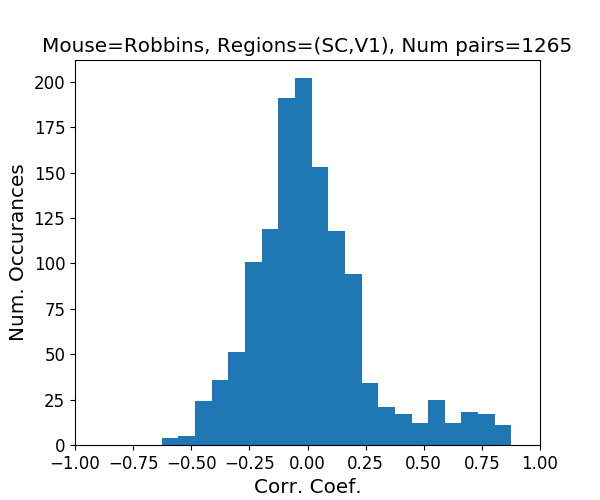 Mouse=Robbins, Regions=(SC,V1), Num pairs=1265
Num. Occurances
200
175
150
125
100
75
50
25
0
−1.00 −0.75 −0.50 −0.25 0.00 0.25 0.50 0.75 1.00
Corr. Coef.